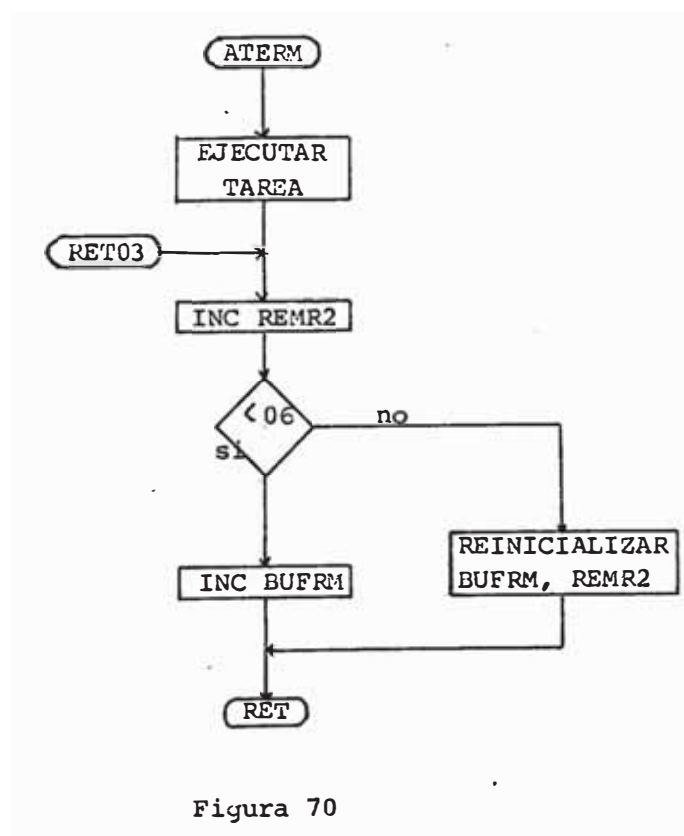 ATERM
EJECUTAR
TAREA
RET03
INC REMR2
<06
no
si
REINICIALIZAR
BUFRM, REMR2
INC BUFRM
RET
Figura 70